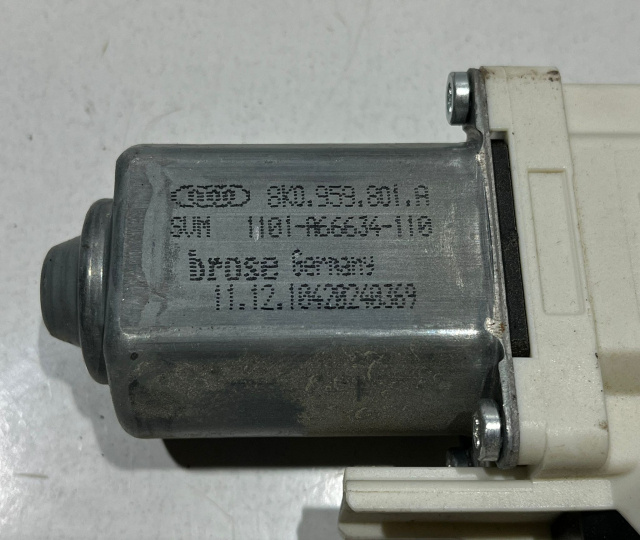 8K0.959.801.A
SVM 1101-A66634-110
brose Germany
11.12.10420240369